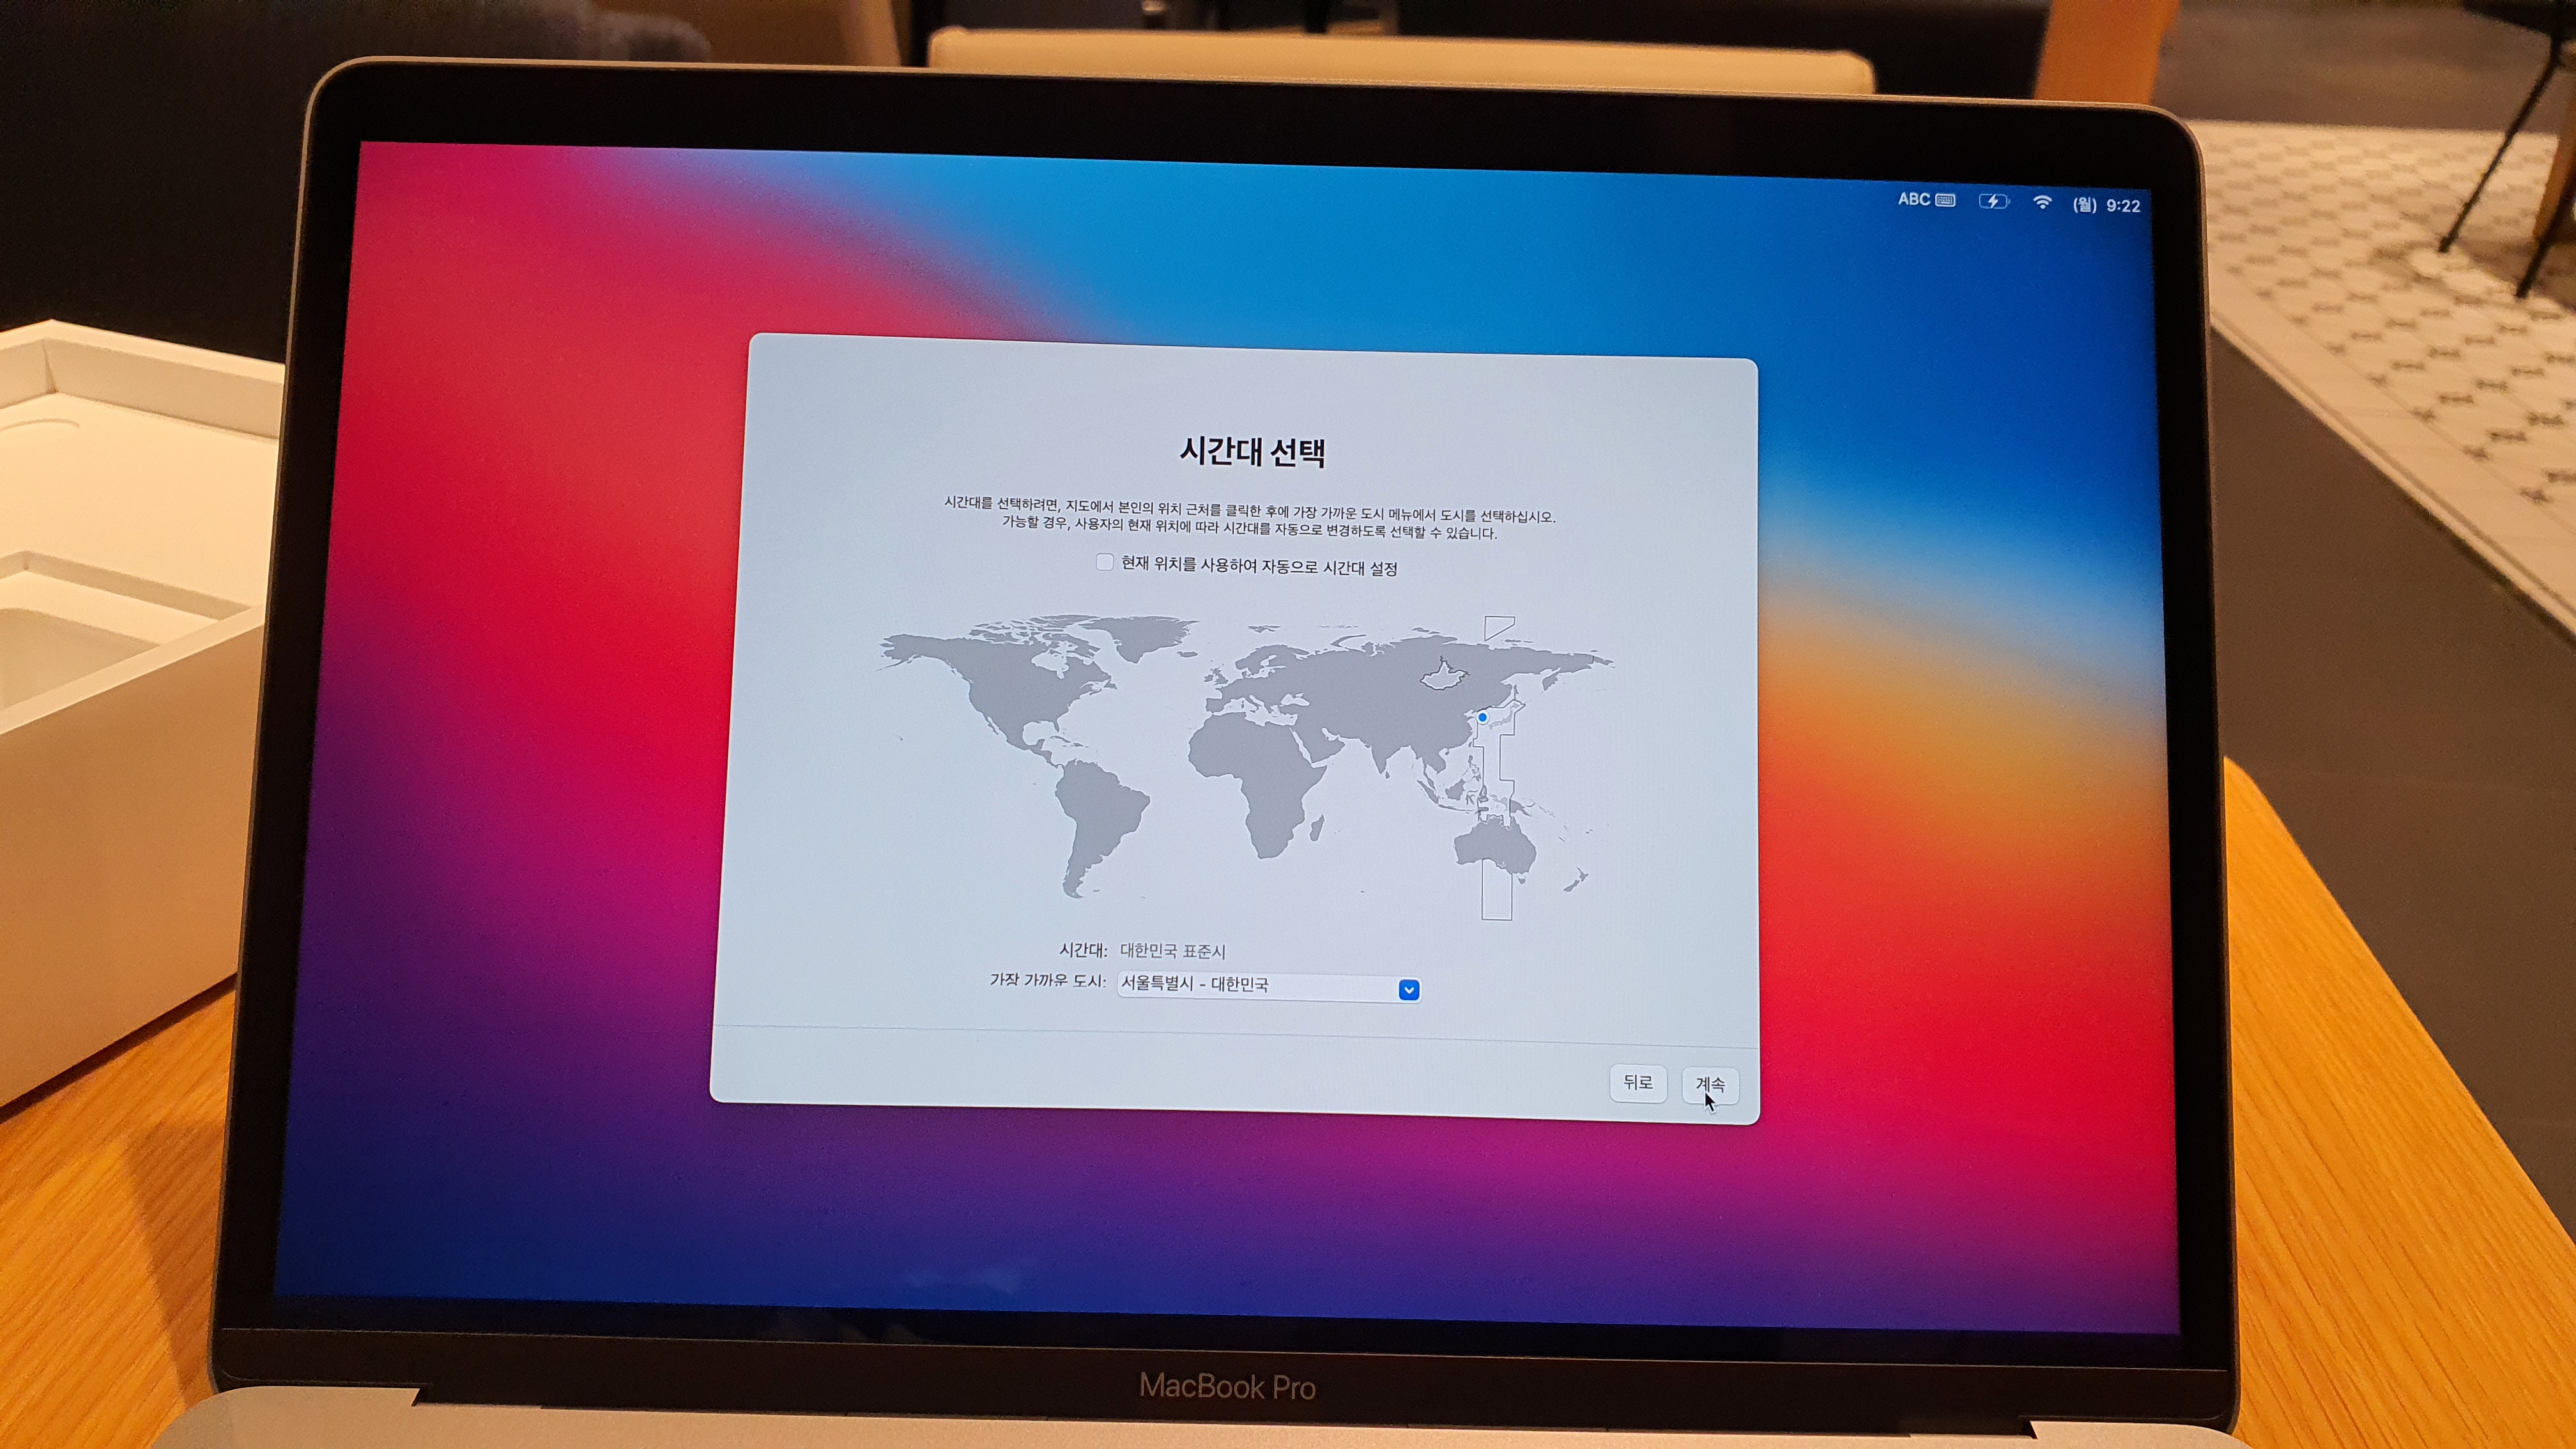 ABC (월) 9:22
시간대 선택
시간대를 선택하려면, 지도에서 본인의 위치 근처를 클릭한 후에 가장 가까운 도시 메뉴에서 도시를 선택하십시오.
가능할 경우, 사용자의 현재 위치에 따라 시간대를 자동으로 변경하도록 선택할 수 있습니다.
현재 위치를 사용하여 자동으로 시간대 설정
시간대: 대한민국 표준시
가장 가까운 도시: 서울특별시 - 대한민국
뒤로 계속
MacBook Pro